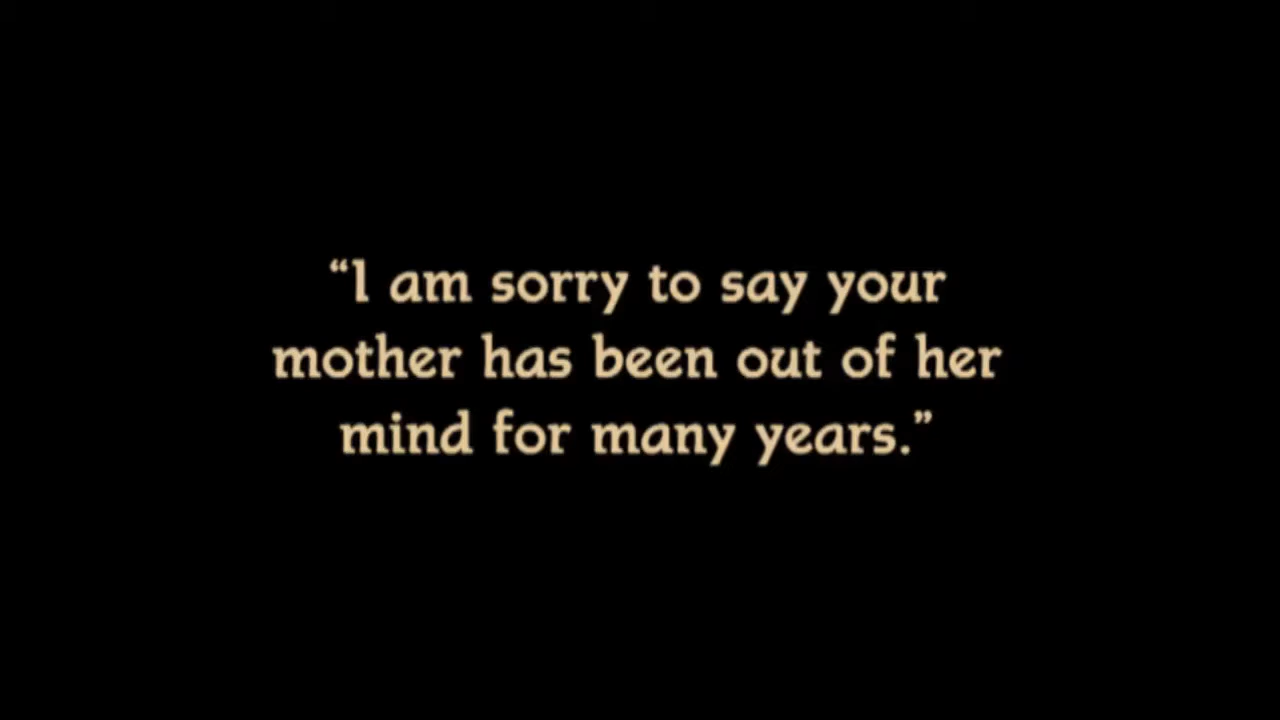 “I am sorry to say your
mother has been out of her
mind for many years.”